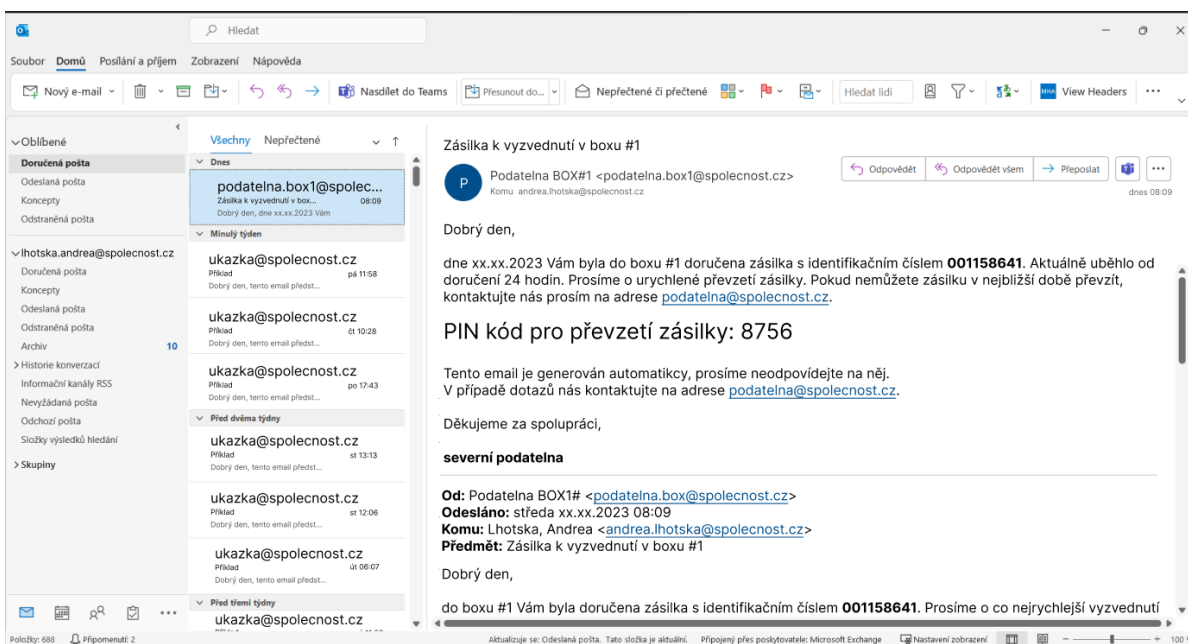 Hledat
Soubor Domů Posílání a příjem Zobrazení Nápověda
Nový e-mail Nasdílet do Teams Přesunout do... Nepřečtené či přečtené Hledat lidi MHA View Headers
Oblíbené
Doručená pošta
Odeslaná pošta
Koncepty
Odstraněná pošta
lhotska.andrea@spolecnost.cz
Doručená pošta
Koncepty
Odeslaná pošta
Odstraněná pošta
Archiv 10
Historie konverzací
Informační kanály RSS
Nevyžádaná pošta
Odchozí pošta
Složky výsledků hledání
Skupiny
Všechny Nepřečtené
Dnes
podatelna.box1@spolec...
Zásilka k vyzvednutí v box... 08:09
Dobrý den, dne xx.xx.2023 Vám
Minulý týden
ukazka@spolecnost.cz
Příklad pá 11:58
Dobrý den, tento email předst...
ukazka@spolecnost.cz
Příklad čt 10:28
Dobrý den, tento email předst...
ukazka@spolecnost.cz
Příklad po 17:43
Dobrý den, tento email předst...
Před dvěma týdny
ukazka@spolecnost.cz
Příklad st 13:13
Dobrý den, tento email předst...
ukazka@spolecnost.cz
Příklad st 12:06
Dobrý den, tento email předst...
ukazka@spolecnost.cz
Příklad út 06:07
Dobrý den, tento email předst...
Před třemi týdny
ukazka@spolecnost.cz
Zásilka k vyzvednutí v boxu #1
P
Podatelna BOX#1 <podatelna.box1@spolecnost.cz>
Komu andrea.lhotska@spolecnost.cz
Odpovědět Odpovědět všem Přeposlat
dnes 08:09
Dobrý den,
dne xx.xx.2023 Vám byla do boxu #1 doručena zásilka s identifikačním číslem 001158641. Aktuálně uběhlo od
doručení 24 hodin. Prosíme o urychlené převzetí zásilky. Pokud nemůžete zásilku v nejbližší době převzít,
kontaktujte nás prosím na adrese podatelna@spolecnost.cz.
PIN kód pro převzetí zásilky: 8756
Tento email je generován automatikcy, prosíme neodpovídejte na něj.
V případě dotazů nás kontaktujte na adrese podatelna@spolecnost.cz.
Děkujeme za spolupráci,
severní podatelna
Od: Podatelna BOX1# <podatelna.box@spolecnost.cz>
Odesláno: středa xx.xx.2023 08:09
Komu: Lhotska, Andrea <andrea.lhotska@spolecnost.cz>
Předmět: Zásilka k vyzvednutí v boxu #1
Dobrý den,
do boxu #1 Vám byla doručena zásilka s identifikačním číslem 001158641. Prosíme o co nejrychlejší vyzvednutí
Položky: 688 Připomenutí: 2 Aktualizuje se: Odeslaná pošta. Tato složka je aktuální. Připojený přes poskytovatele: Microsoft Exchange Nastavení zobrazení